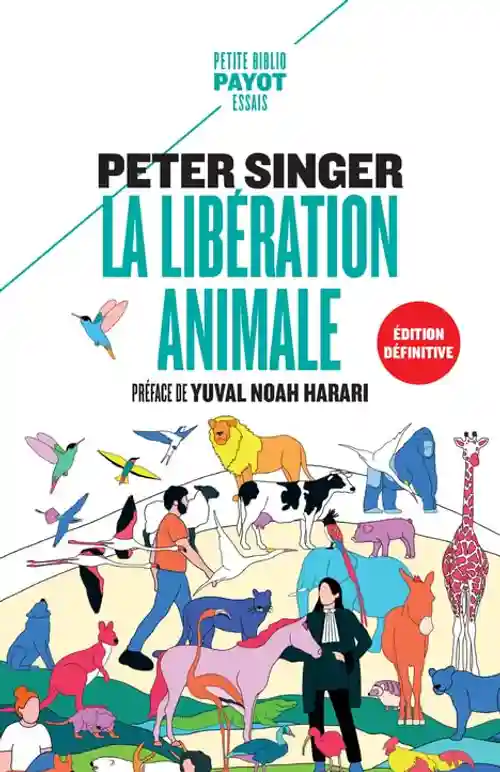 PETITE BIBLIO
PAYOT
ESSAIS
PETER SINGER
LA LIBÉRATION
ANIMALE
ÉDITION
DÉFINITIVE
PRÉFACE DE YUVAL NOAH HARARI